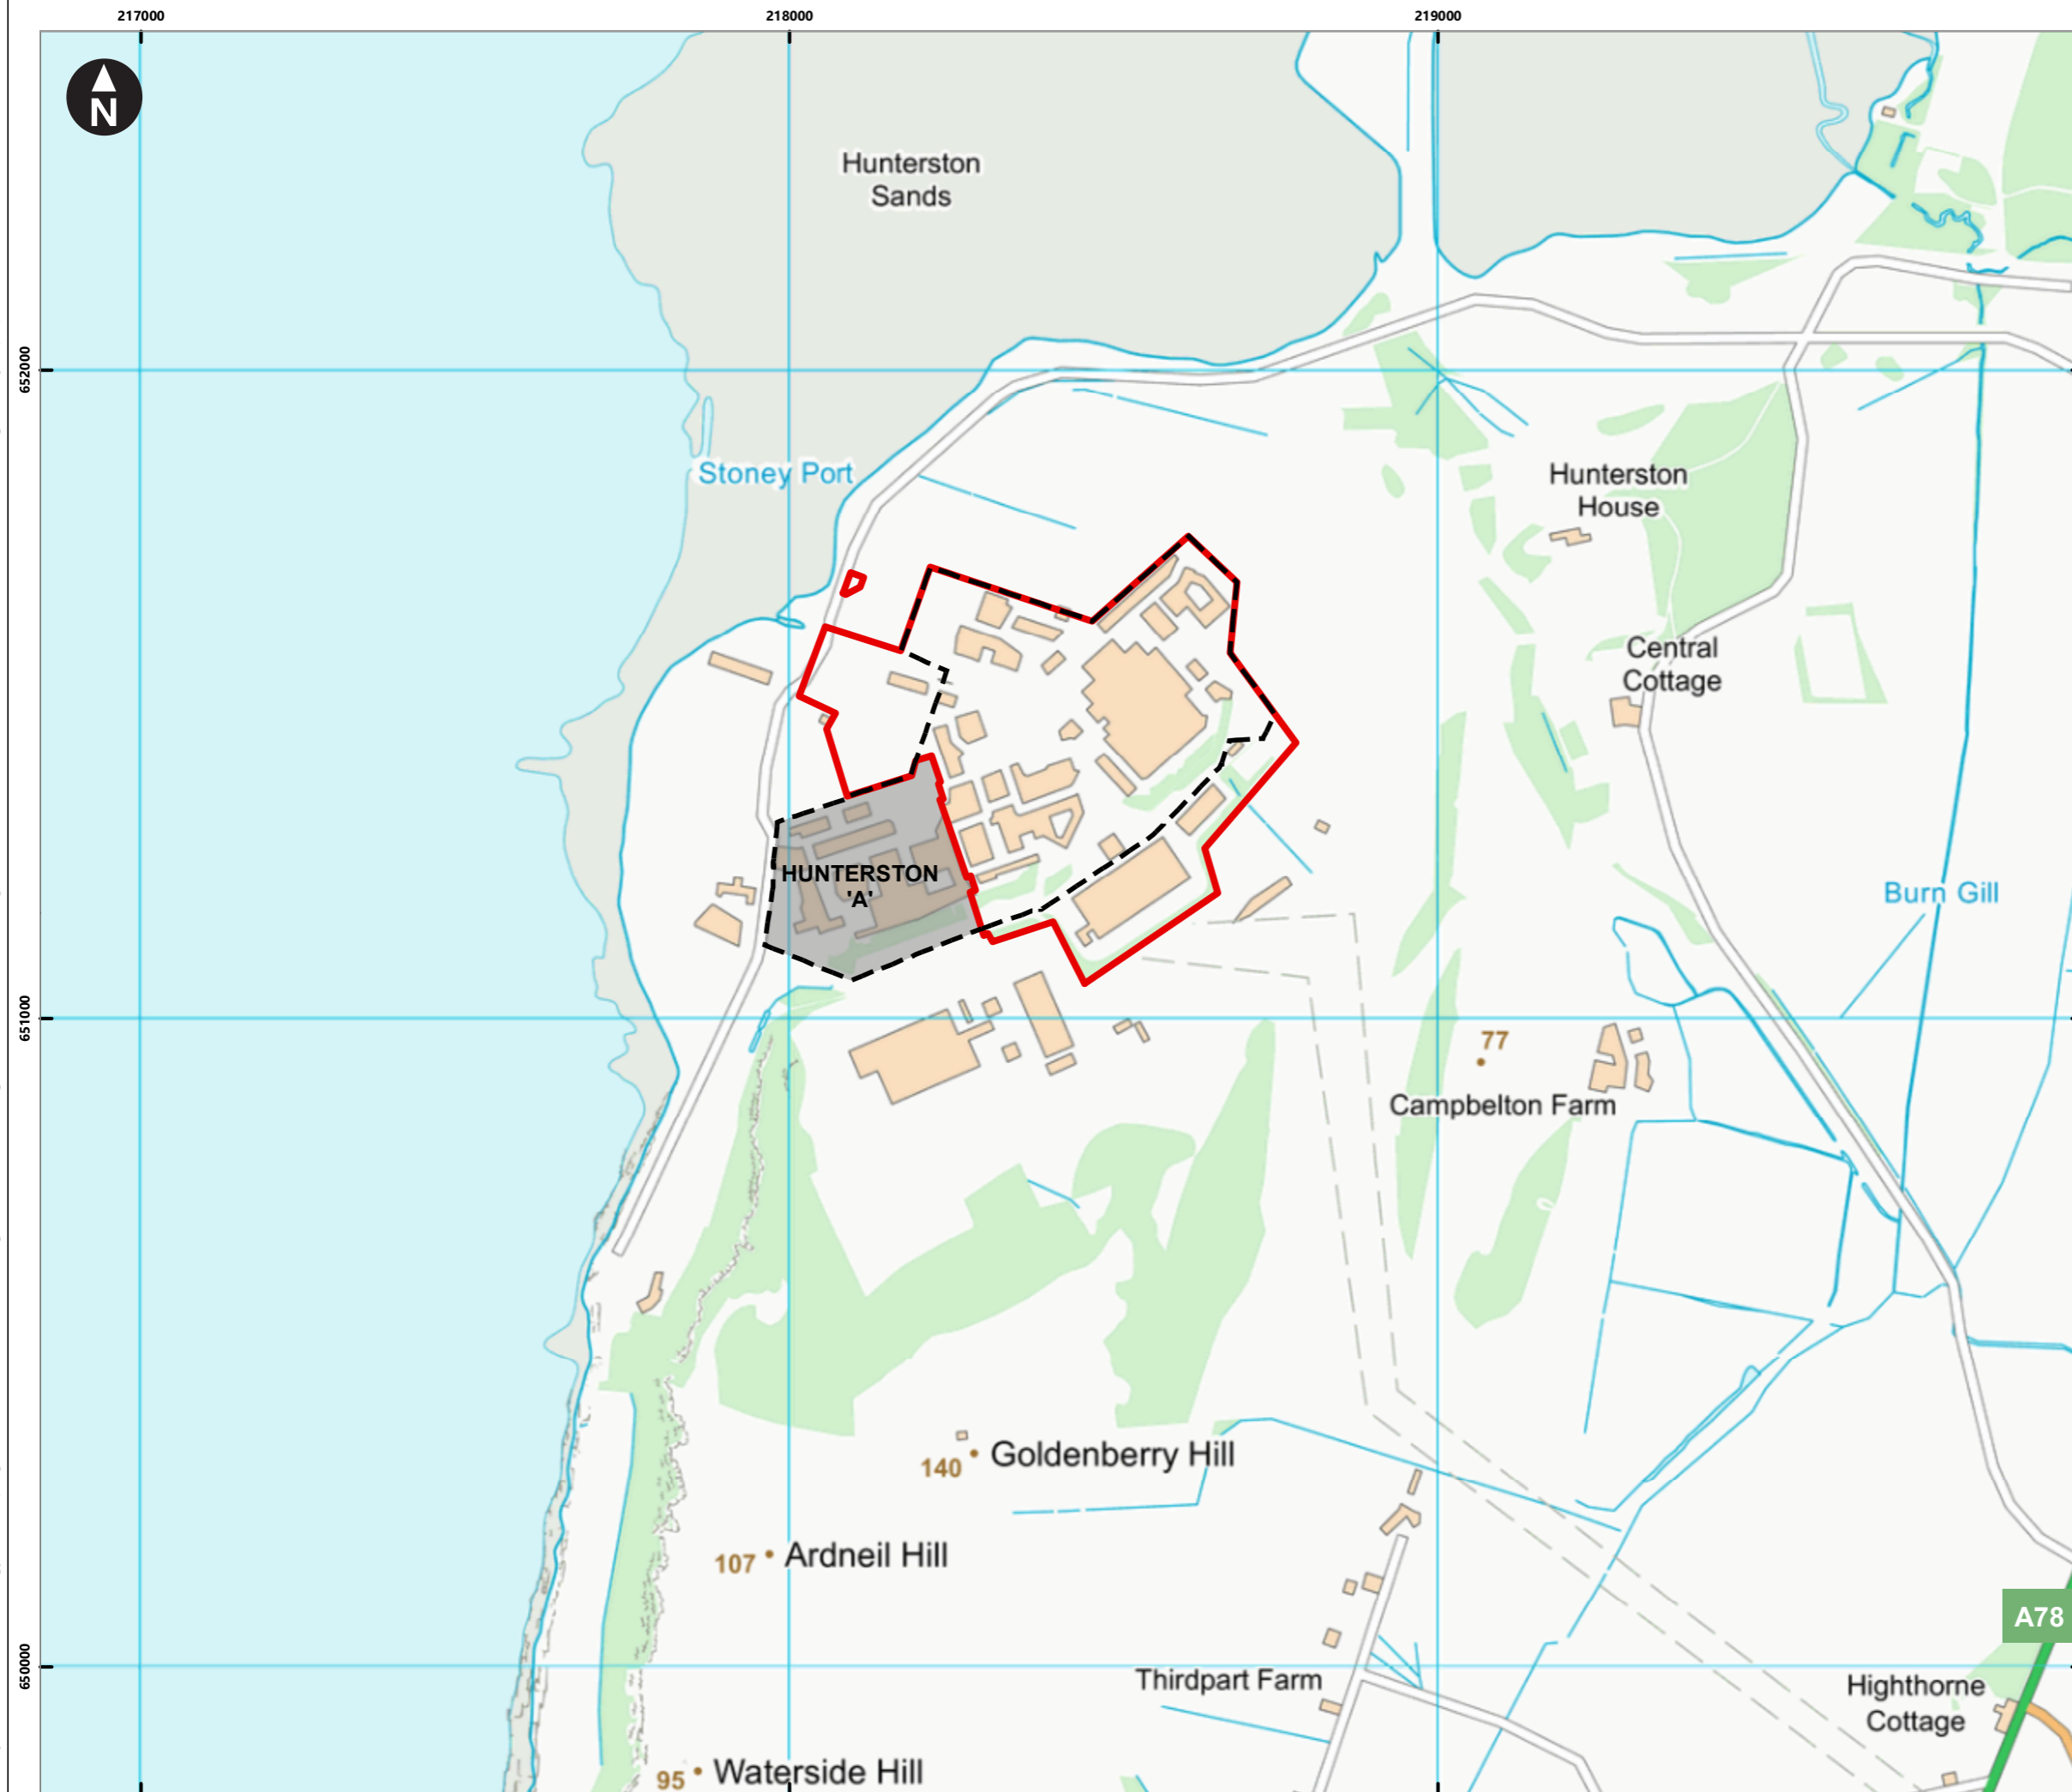 217000
218000
219000
N
Hunterston
Sands
652000
Stoney Port
Hunterston
House
Central
Cottage
HUNTERSTON
'A'
Burn Gill
651000
77
Campbelton Farm
140
Goldenberry Hill
107
Ardneil Hill
A78
650000
Thirdpart Farm
Highthorne
Cottage
95
Waterside Hill